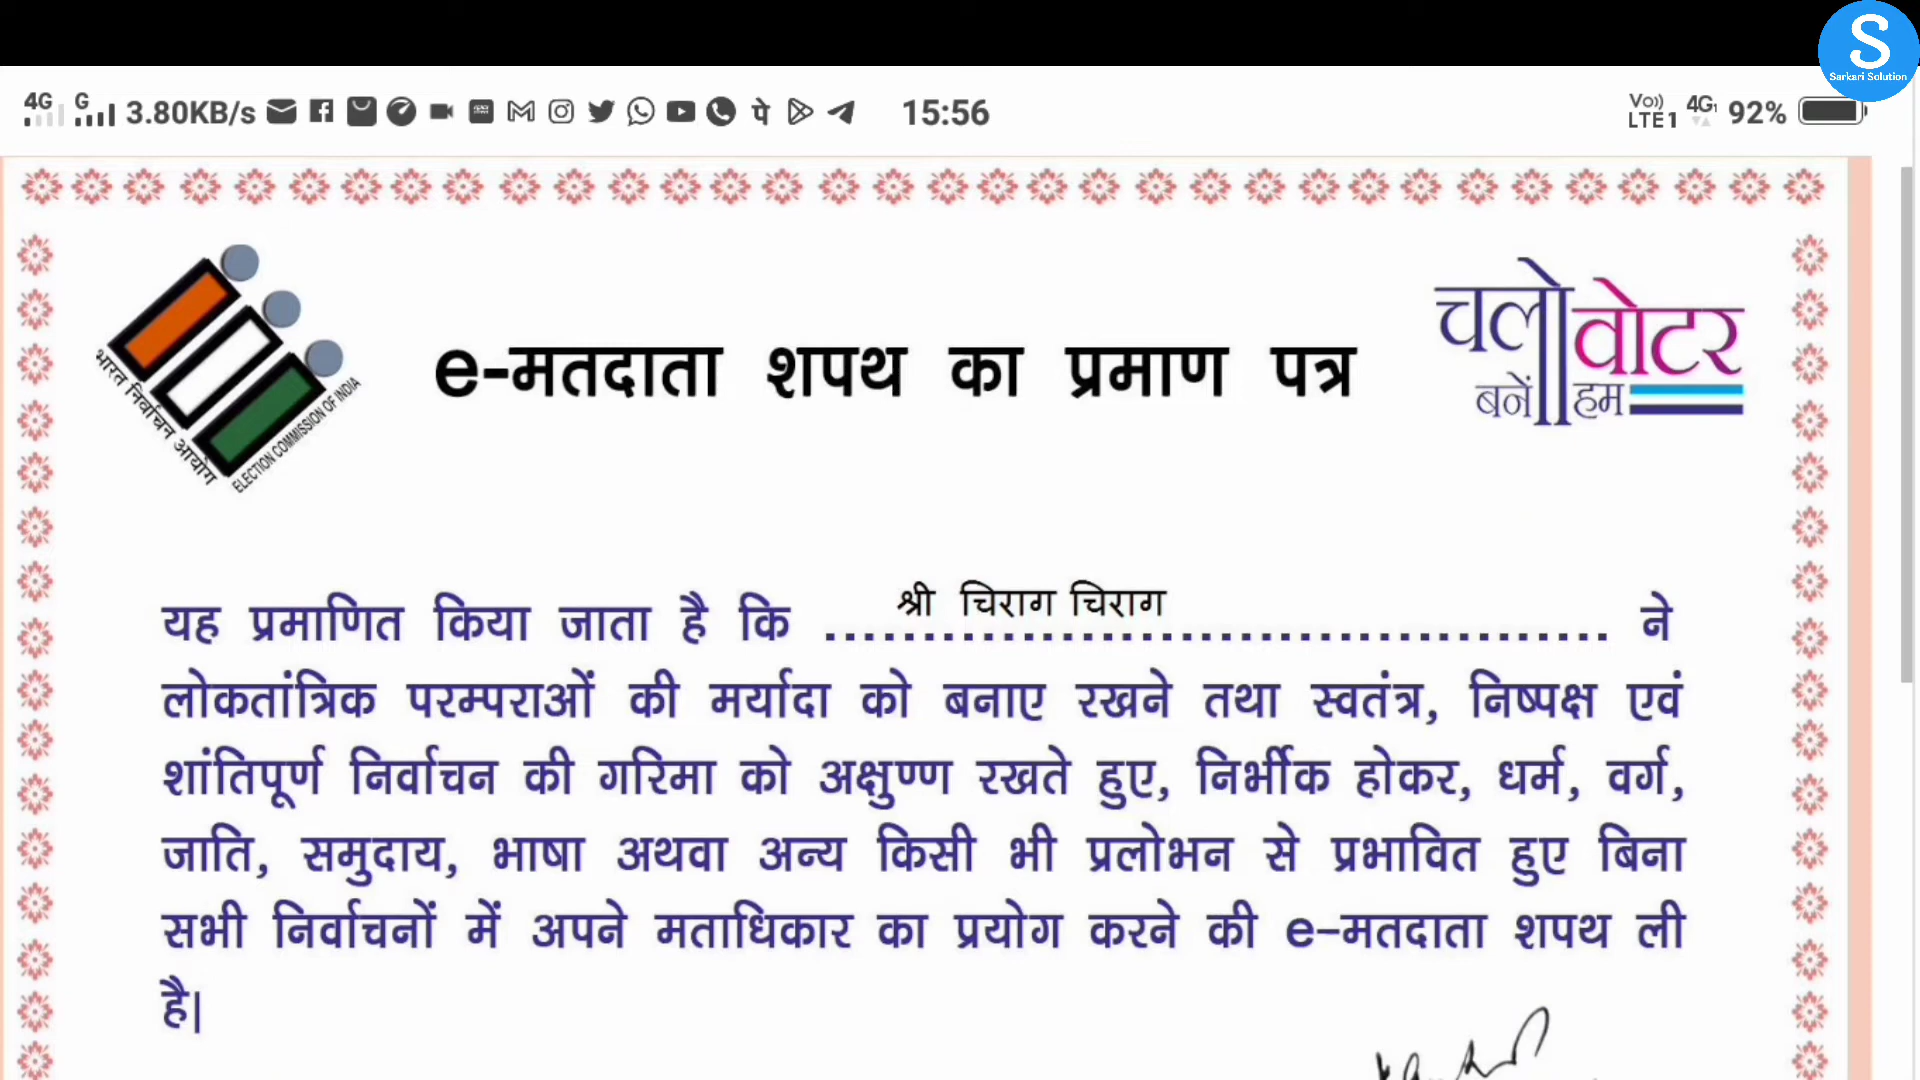 S
Sarkari Solution
4G G 3.80KB/s पे 15:56 Vo)) LTE1 4G 92%
भारत निर्वाचन आयोग
ELECTION COMMISSION OF INDIA
e-मतदाता शपथ का प्रमाण पत्र
चलो वोटर
बनें हम
श्री चिराग चिराग
यह प्रमाणित किया जाता है कि ........................................ ने
लोकतांत्रिक परम्पराओं की मर्यादा को बनाए रखने तथा स्वतंत्र, निष्पक्ष एवं
शांतिपूर्ण निर्वाचन की गरिमा को अक्षुण्ण रखते हुए, निर्भीक होकर, धर्म, वर्ग,
जाति, समुदाय, भाषा अथवा अन्य किसी भी प्रलोभन से प्रभावित हुए बिना
सभी निर्वाचनों में अपने मताधिकार का प्रयोग करने की e-मतदाता शपथ ली
है|